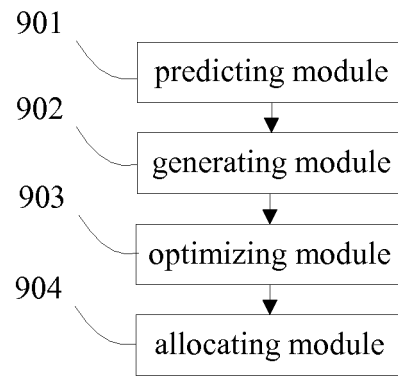 901
predicting module
902
generating module
903
optimizing module
904
allocating module